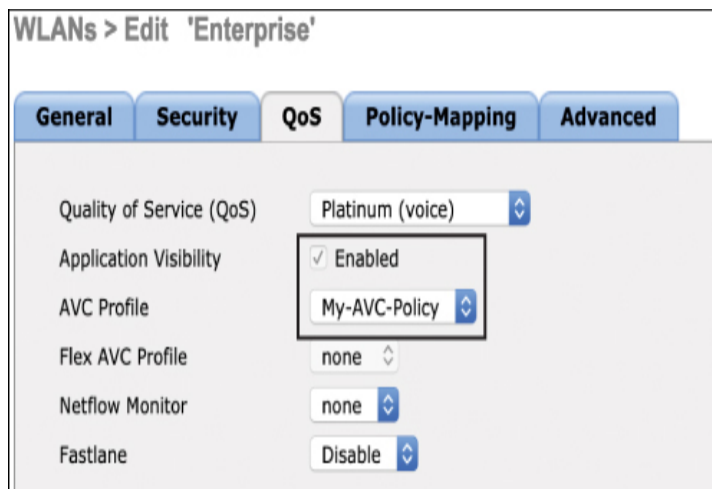 WLANs > Edit 'Enterprise'
General Security QoS Policy-Mapping Advanced
Quality of Service (QoS) Platinum (voice)
Application Visibility Enabled
AVC Profile My-AVC-Policy
Flex AVC Profile none
Netflow Monitor none
Fastlane Disable